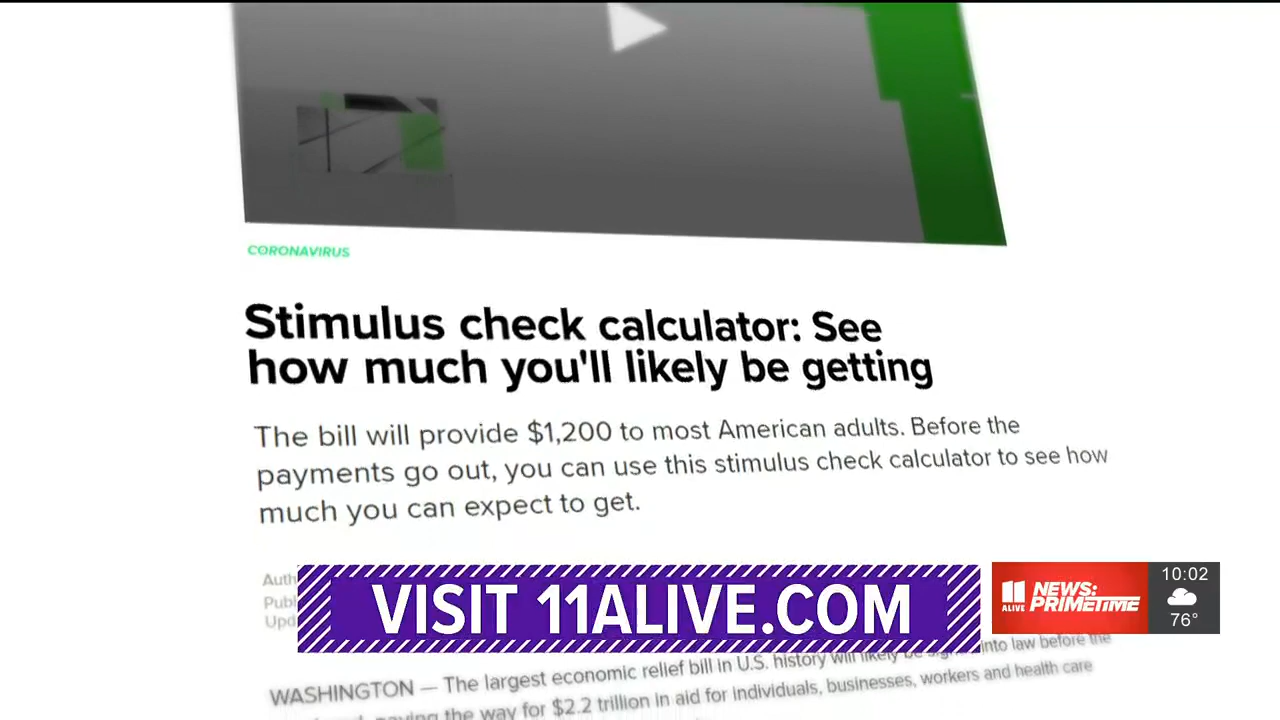 CORONAVIRUS
Stimulus check calculator: See
how much you'll likely be getting
The bill will provide $1,200 to most American adults. Before the
payments go out, you can use this stimulus check calculator to see how
much you can expect to get.
Auth
Publ
Upd
VISIT 11ALIVE.COM
11 ALIVE
NEWS:
PRIMETIME
10:02
76°
WASHINGTON — The largest economic relief bill in U.S. history will likely be into law before the
the way for $2.2 trillion in aid for individuals, businesses, workers and health care